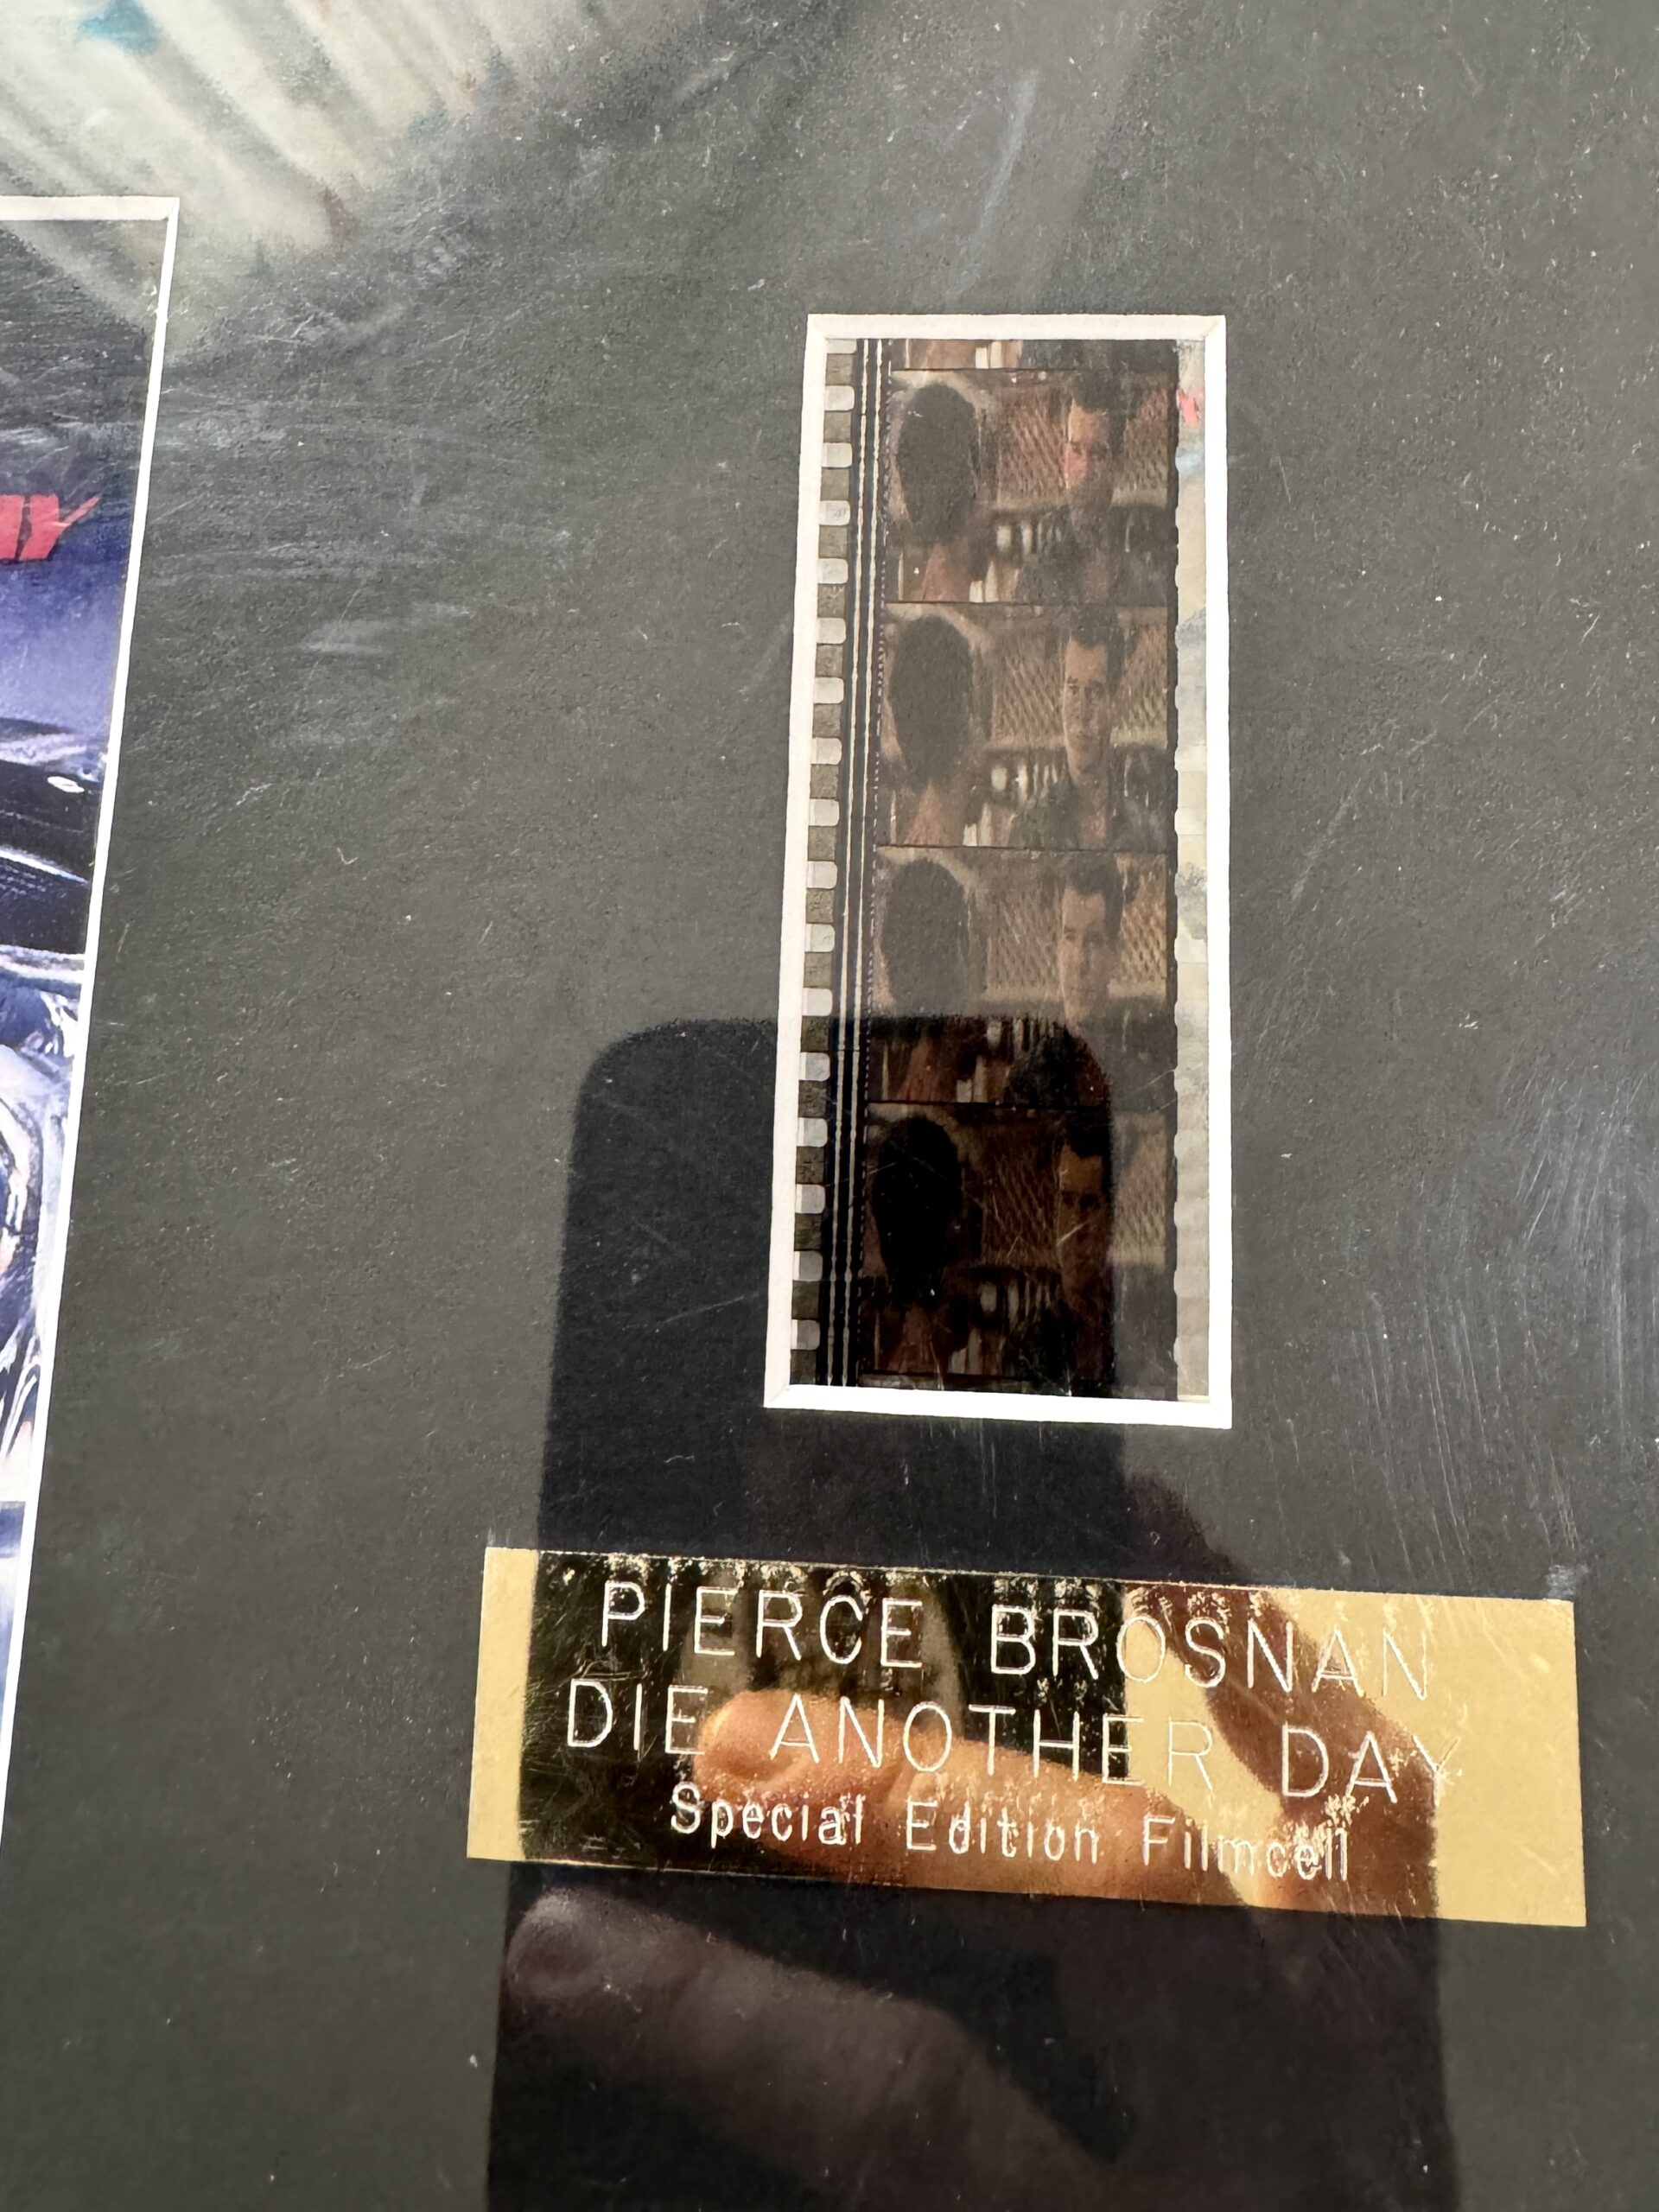 PIERCE BROSNAN
DIE ANOTHER DAY
Special Edition Filmcell